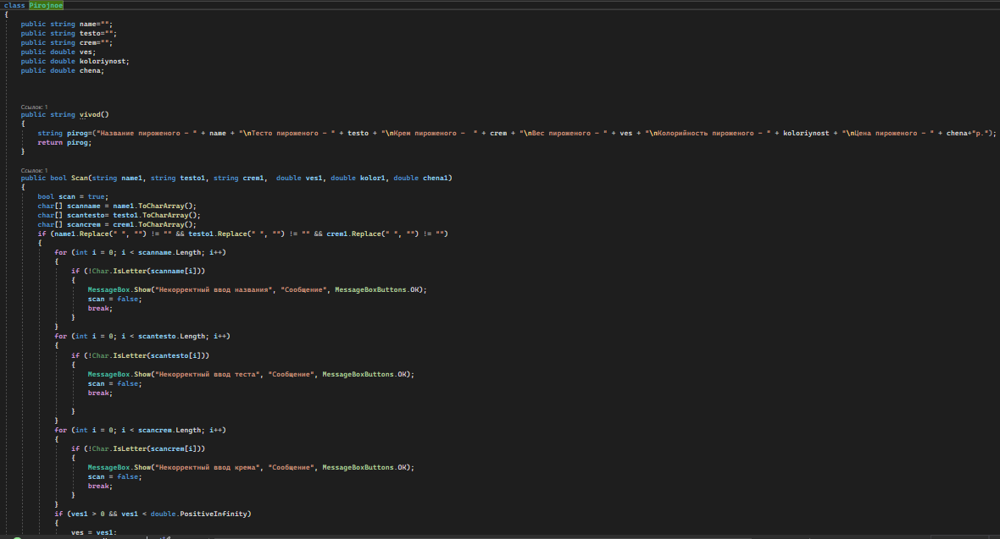 class Pirojnoe
{
public string name="";
public string testo="";
public string crem="";
public double ves;
public double koloriynost;
public double chena;
Ссылок: 1
public string vivod()
{
string pirog=("Название пироженого - " + name + "\nТесто пироженого - " + testo + "\nКрем пироженого -  " + crem + "\nВес пироженого - " + ves + "\nКолорийность пироженого - " + koloriynost + "\nЦена пироженого - " + chena+"р.");
return pirog;
}
Ссылок: 1
public bool Scan(string name1, string testo1, string crem1,  double ves1, double kolor1, double chena1)
{
bool scan = true;
char[] scanname = name1.ToCharArray();
char[] scantesto= testo1.ToCharArray();
char[] scancrem = crem1.ToCharArray();
if (name1.Replace(" ", "") != "" && testo1.Replace(" ", "") != "" && crem1.Replace(" ", "") != "")
{
for (int i = 0; i < scanname.Length; i++)
{
if (!Char.IsLetter(scanname[i]))
{
MessageBox.Show("Некорректный ввод названия", "Сообщение", MessageBoxButtons.OK);
scan = false;
break;
}
}
for (int i = 0; i < scantesto.Length; i++)
{
if (!Char.IsLetter(scantesto[i]))
{
MessageBox.Show("Некорректный ввод теста", "Сообщение", MessageBoxButtons.OK);
scan = false;
break;
}
}
for (int i = 0; i < scancrem.Length; i++)
{
if (!Char.IsLetter(scancrem[i]))
{
MessageBox.Show("Некорректный ввод крема", "Сообщение", MessageBoxButtons.OK);
scan = false;
break;
}
}
if (ves1 > 0 && ves1 < double.PositiveInfinity)
{
ves = ves1;